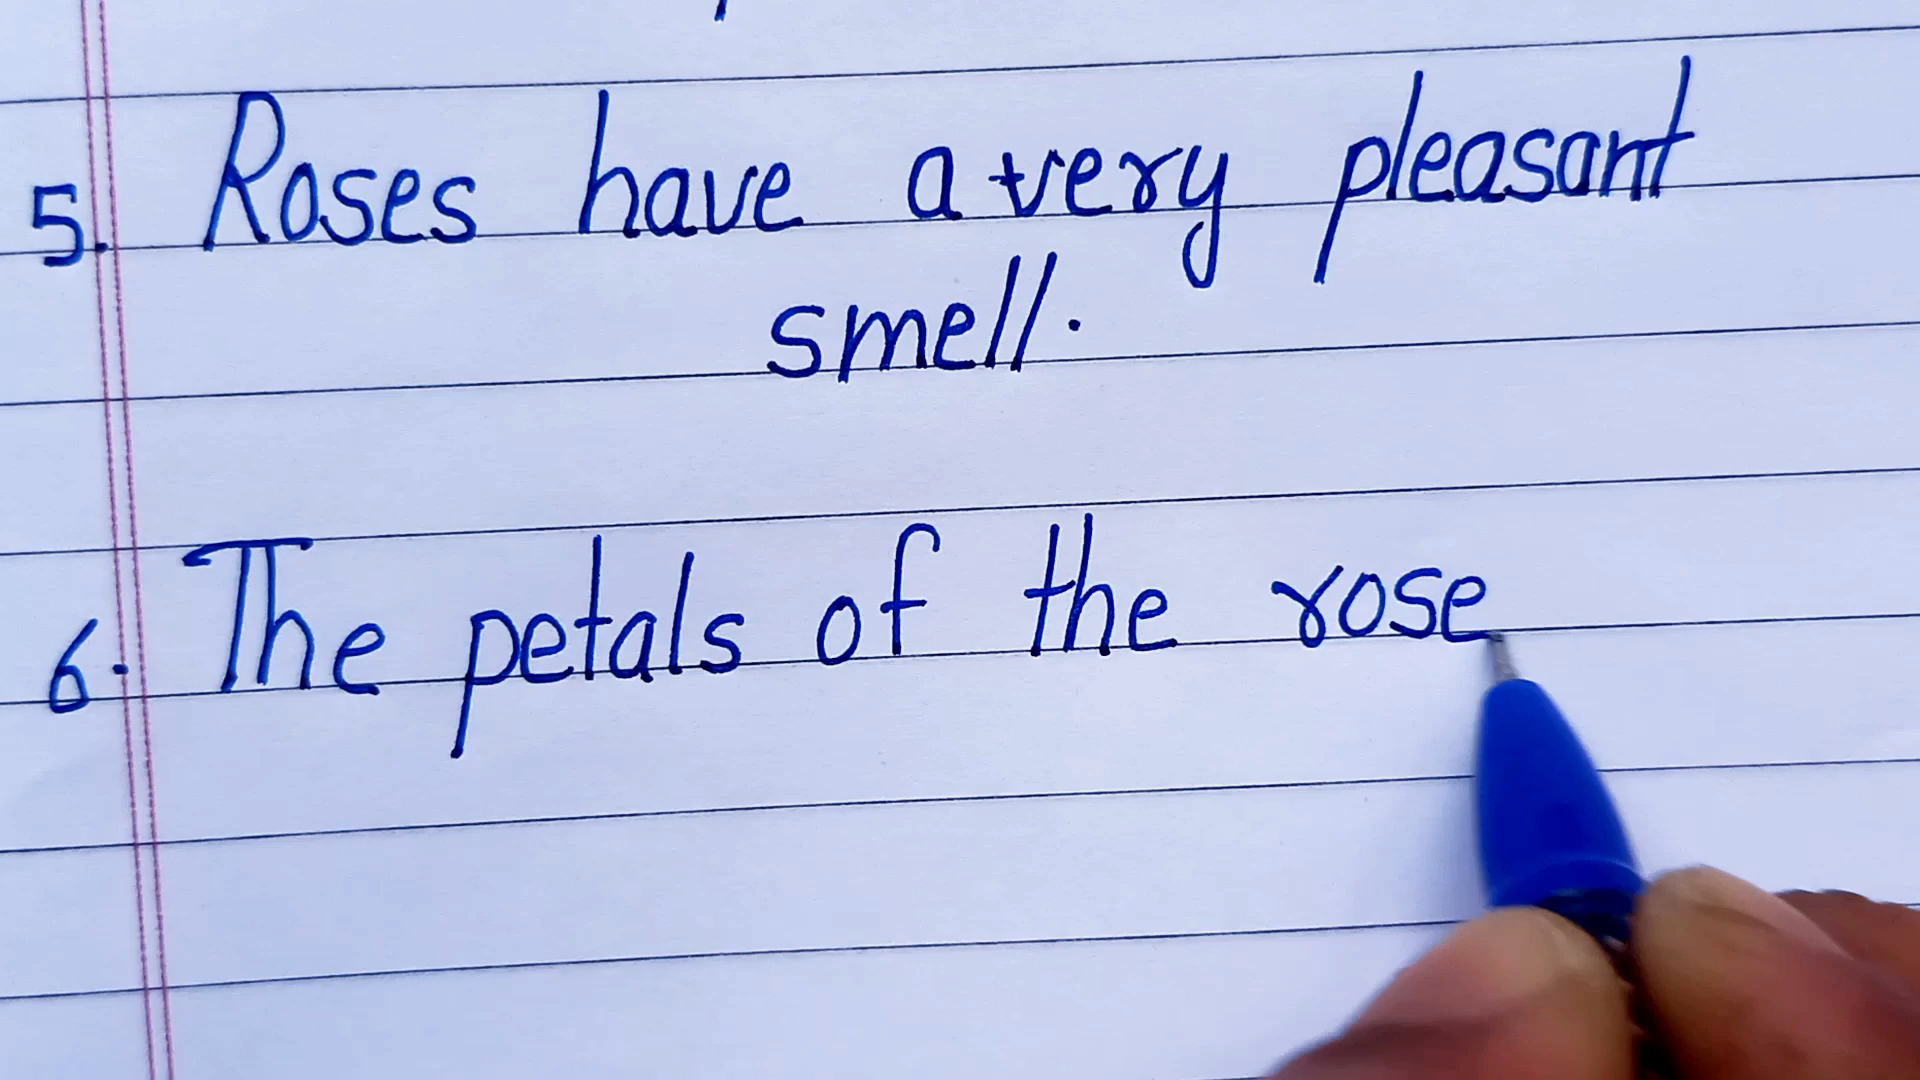 5. Roses have a very pleasant
smell.
6. The petals of the rose